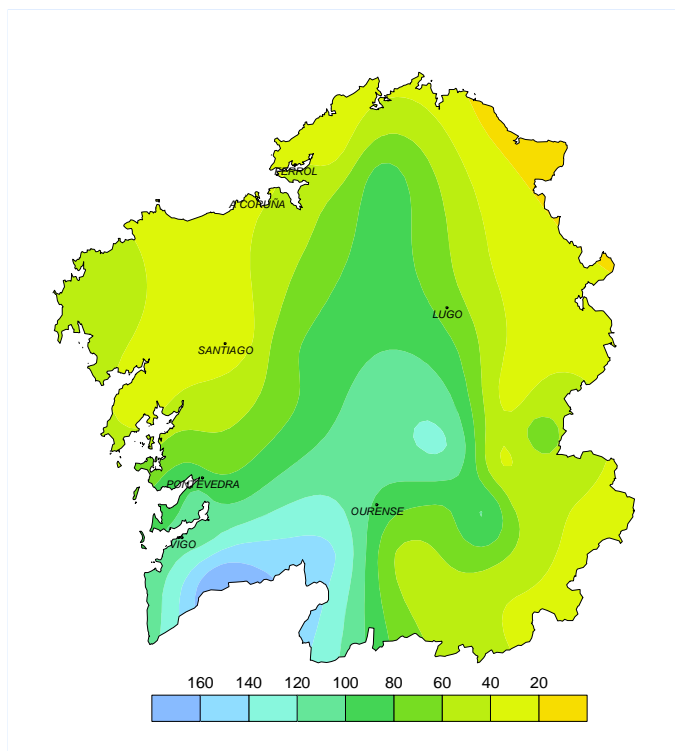 FERROL
A CORUÑA
LUGO
SANTIAGO
PONTEVEDRA
OURENSE
VIGO
160 140 120 100 80 60 40 20